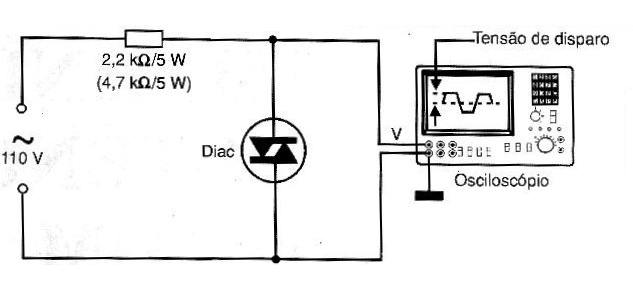 Tensão de disparo
2,2 kΩ/5 W
(4,7 kΩ/5 W)
~
110 V
Diac
V
Osciloscópio